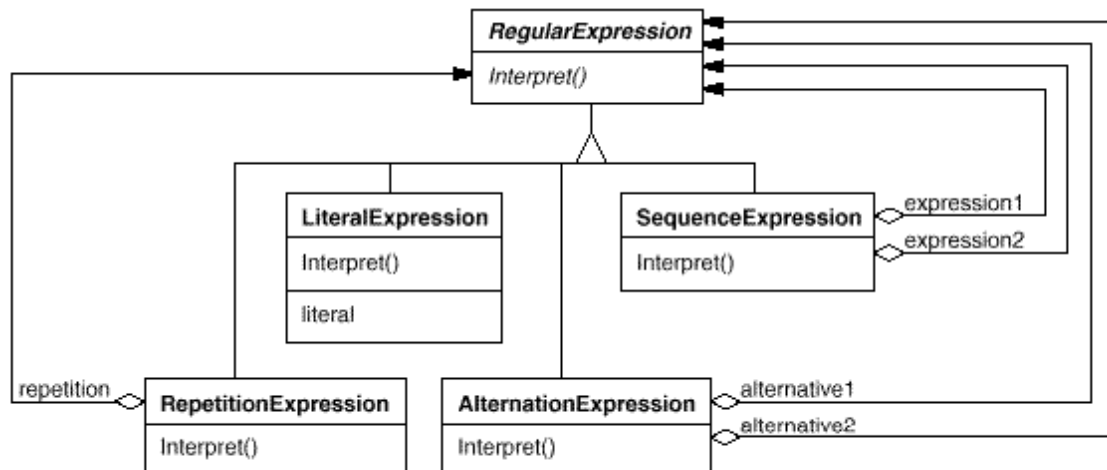 RegularExpression
Interpret()
LiteralExpression
Interpret()
literal
SequenceExpression
Interpret()
expression1
expression2
repetition
RepetitionExpression
Interpret()
AlternationExpression
Interpret()
alternative1
alternative2